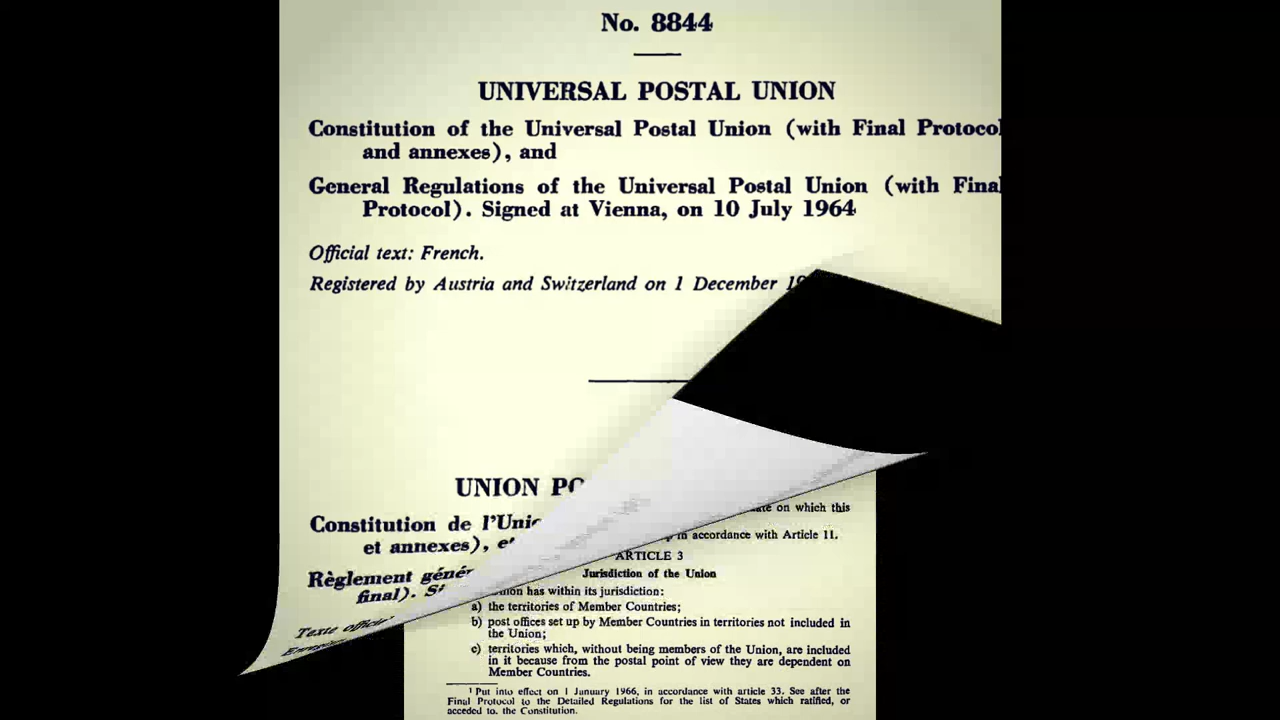 No. 8844
UNIVERSAL POSTAL UNION
Constitution of the Universal Postal Union (with Final Protocol
and annexes), and
General Regulations of the Universal Postal Union (with Final
Protocol). Signed at Vienna, on 10 July 1964
Official text: French.
Registered by Austria and Switzerland on 1 December
UNION
Constitution de l'Unio
et annexes), et
Règlement génér
final).
Texte officiel
on which this
in accordance with Article 11.
ARTICLE 3
Jurisdiction of the Union
has within its jurisdiction:
a) the territories of Member Countries;
b) post offices set up by Member Countries in territories not included in
the Union;
c) territories which, without being members of the Union, are included
in it because from the postal point of view they are dependent on
Member Countries.
1 Put into effect on 1 January 1966, in accordance with article 33. See after the
Final Protocol to the Detailed Regulations for the list of States which ratified, or
acceded to, the Constitution.